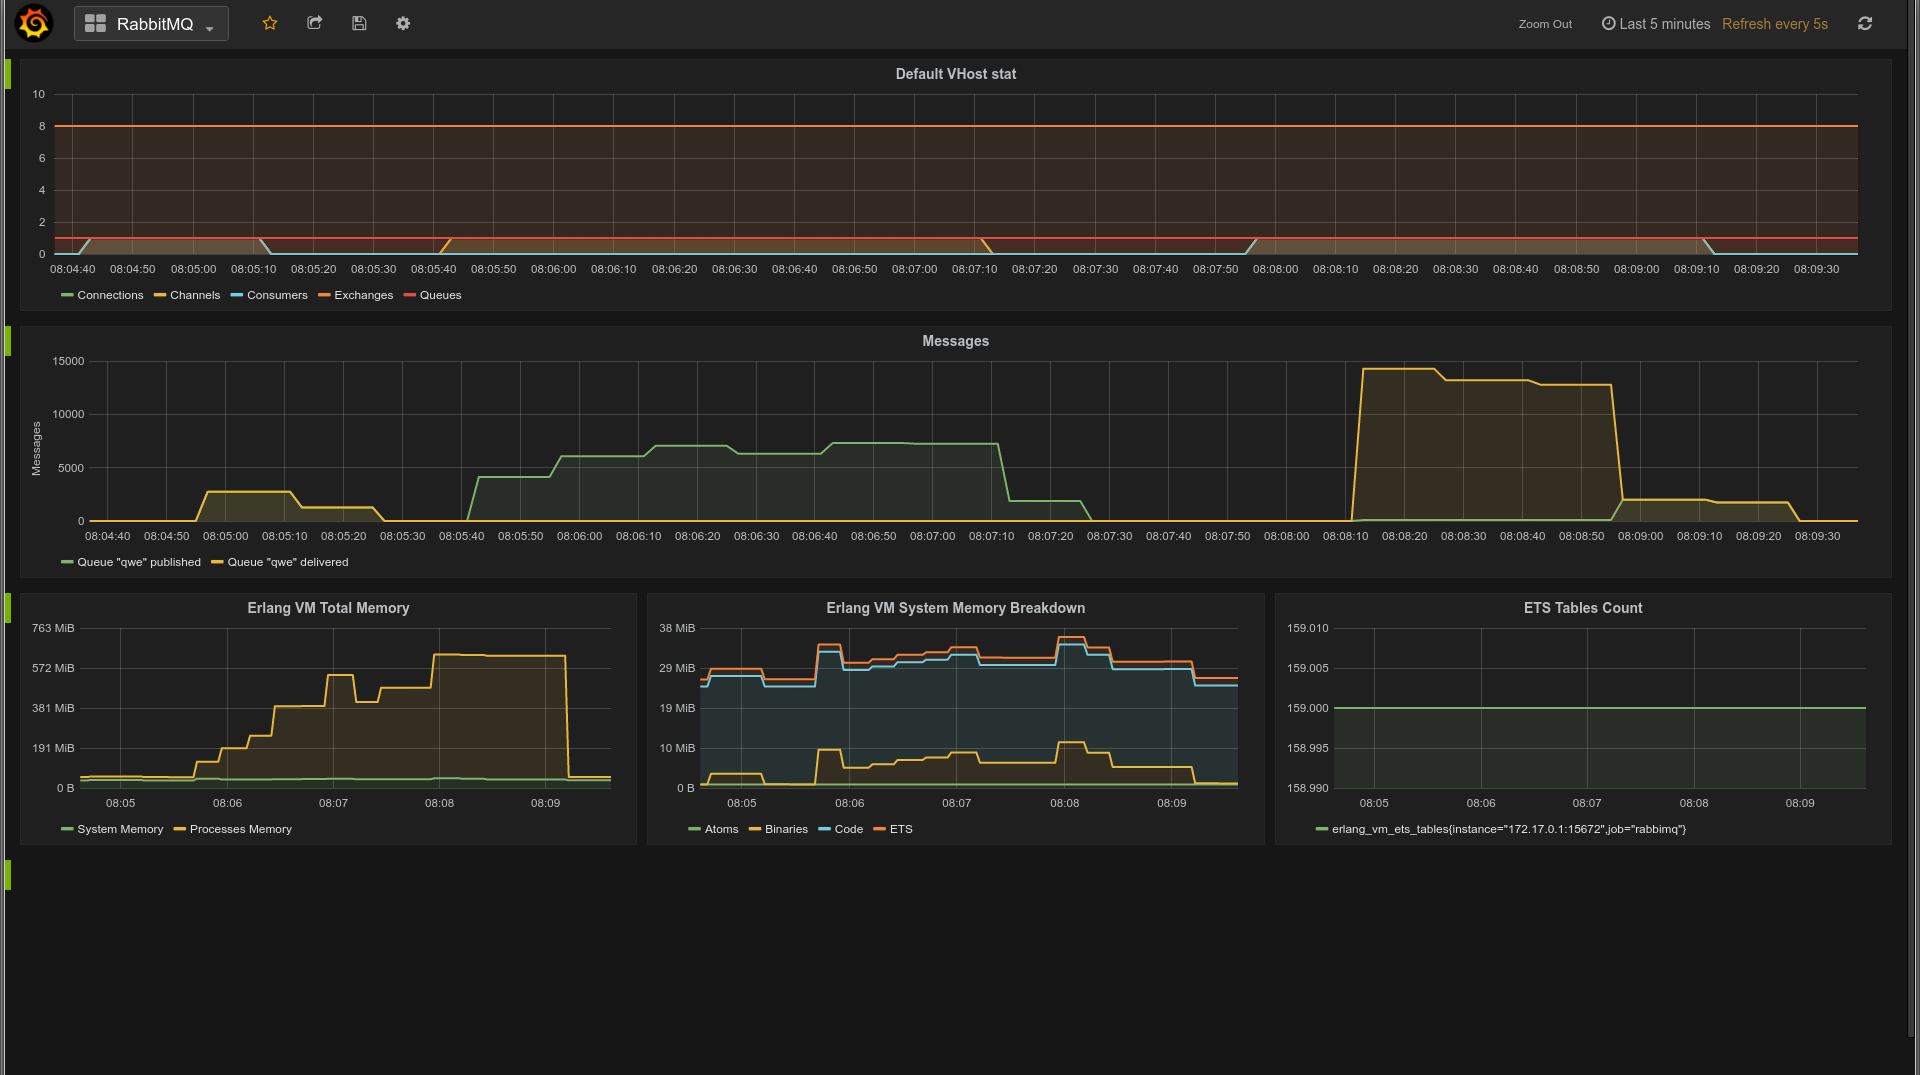 RabbitMQ
Zoom Out Last 5 minutes Refresh every 5s
Default VHost stat
10
8
6
4
2
0
08:04:40 08:04:50 08:05:00 08:05:10 08:05:20 08:05:30 08:05:40 08:05:50 08:06:00 08:06:10 08:06:20 08:06:30 08:06:40 08:06:50 08:07:00 08:07:10 08:07:20 08:07:30 08:07:40 08:07:50 08:08:00 08:08:10 08:08:20 08:08:30 08:08:40 08:08:50 08:09:00 08:09:10 08:09:20 08:09:30
Connections Channels Consumers Exchanges Queues
Messages
Messages
15000
10000
5000
0
08:04:40 08:04:50 08:05:00 08:05:10 08:05:20 08:05:30 08:05:40 08:05:50 08:06:00 08:06:10 08:06:20 08:06:30 08:06:40 08:06:50 08:07:00 08:07:10 08:07:20 08:07:30 08:07:40 08:07:50 08:08:00 08:08:10 08:08:20 08:08:30 08:08:40 08:08:50 08:09:00 08:09:10 08:09:20 08:09:30
Queue "qwe" published Queue "qwe" delivered
Erlang VM Total Memory
763 MiB
572 MiB
381 MiB
191 MiB
0 B
08:05 08:06 08:07 08:08 08:09
System Memory Processes Memory
Erlang VM System Memory Breakdown
38 MiB
29 MiB
19 MiB
10 MiB
0 B
08:05 08:06 08:07 08:08 08:09
Atoms Binaries Code ETS
ETS Tables Count
159.010
159.005
159.000
158.995
158.990
08:05 08:06 08:07 08:08 08:09
erlang_vm_ets_tables{instance="172.17.0.1:15672",job="rabbimq"}